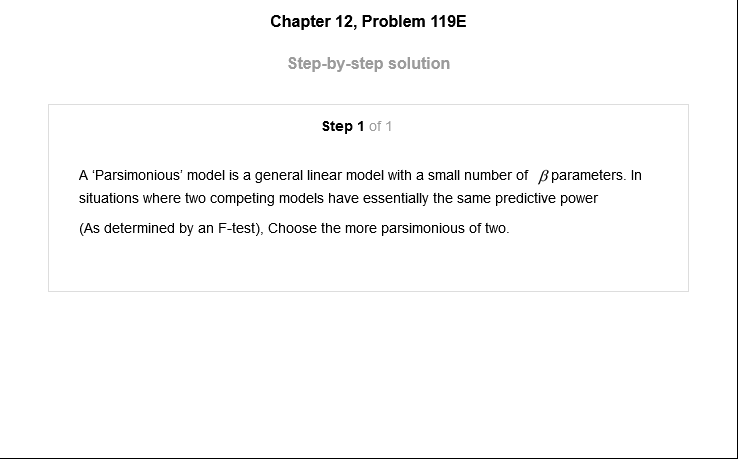 Chapter 12, Problem 119E
Step-by-step solution
Step 1 of 1
A 'Parsimonious' model is a general linear model with a small number of β parameters. In
situations where two competing models have essentially the same predictive power
(As determined by an F-test), Choose the more parsimonious of two.